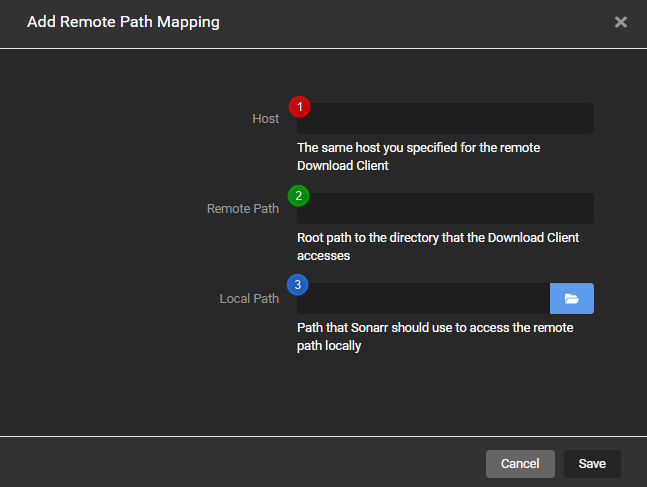 Add Remote Path Mapping
1
Host
The same host you specified for the remote
Download Client
2
Remote Path
Root path to the directory that the Download Client
accesses
3
Local Path
Path that Sonarr should use to access the remote
path locally
Cancel Save